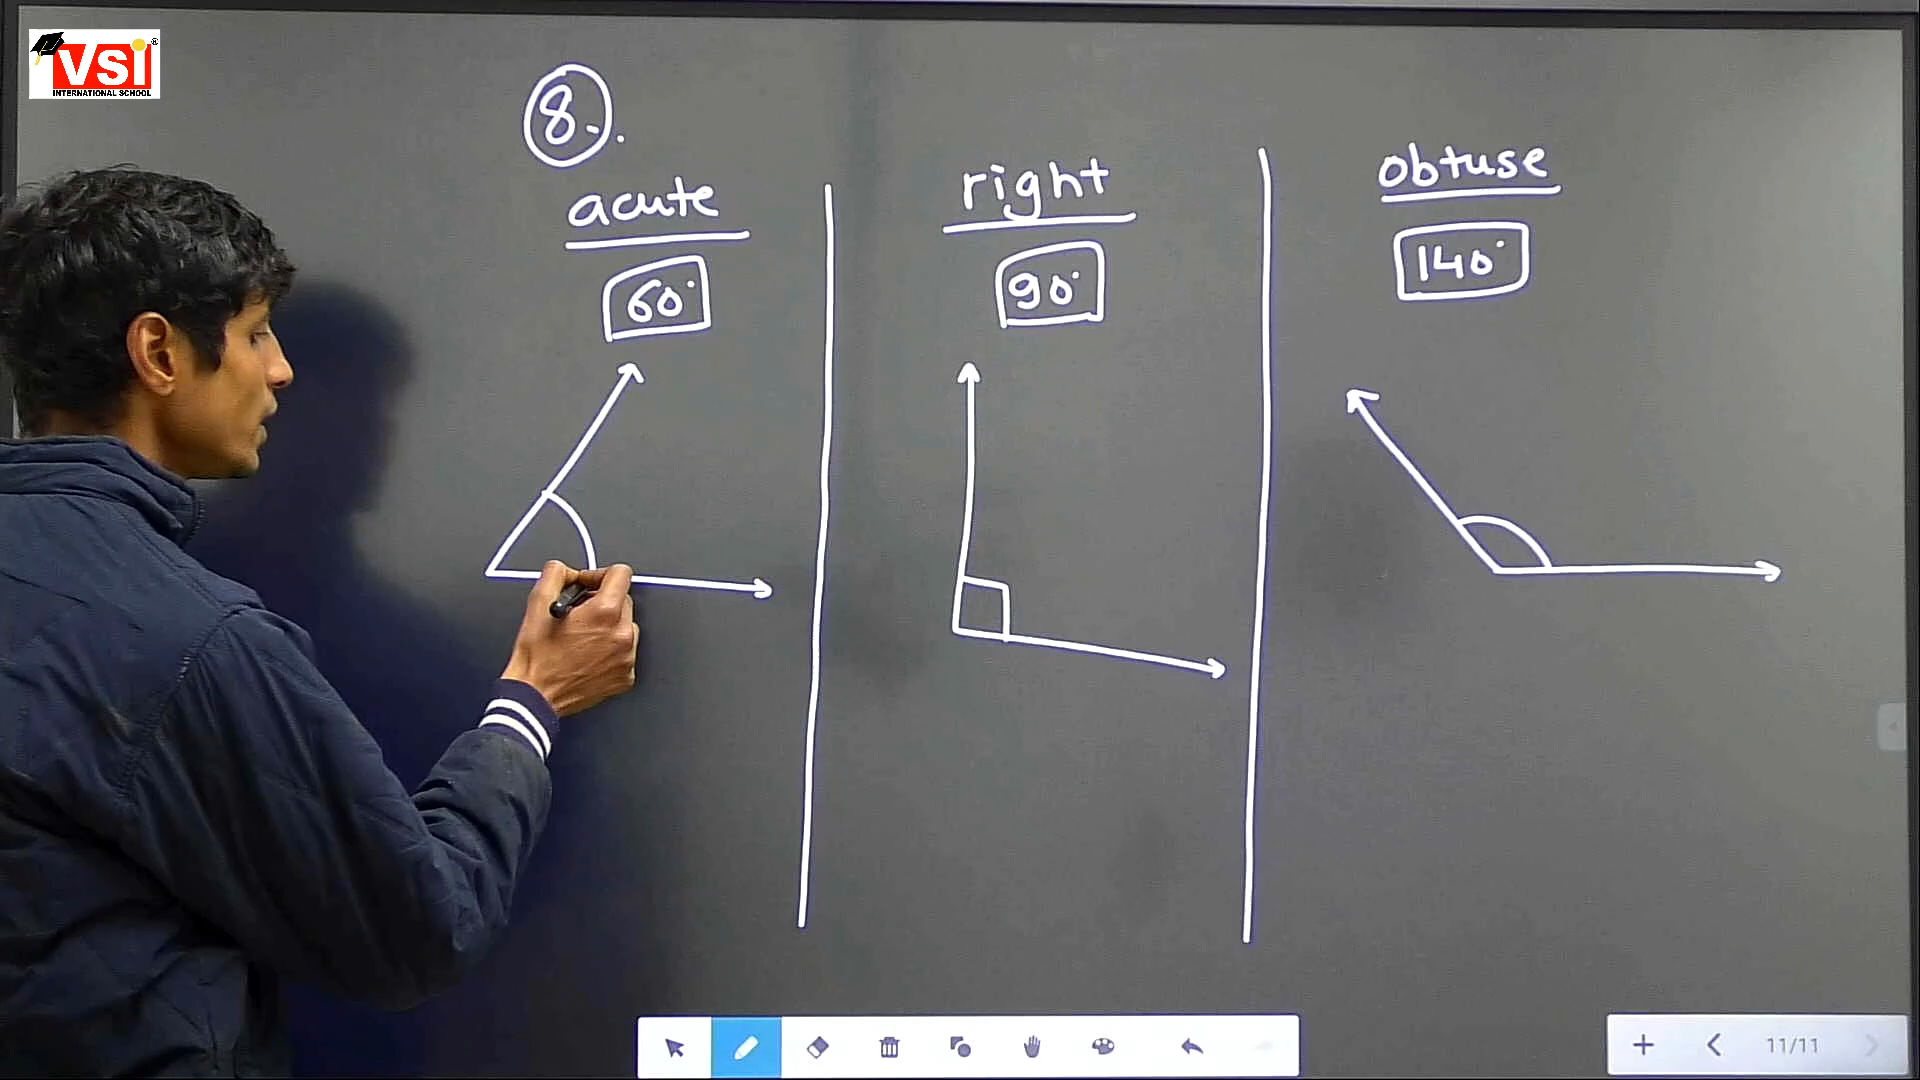 VSI®
INTERNATIONAL SCHOOL
8.
acute
right
obtuse
60°
90°
140°
11/11